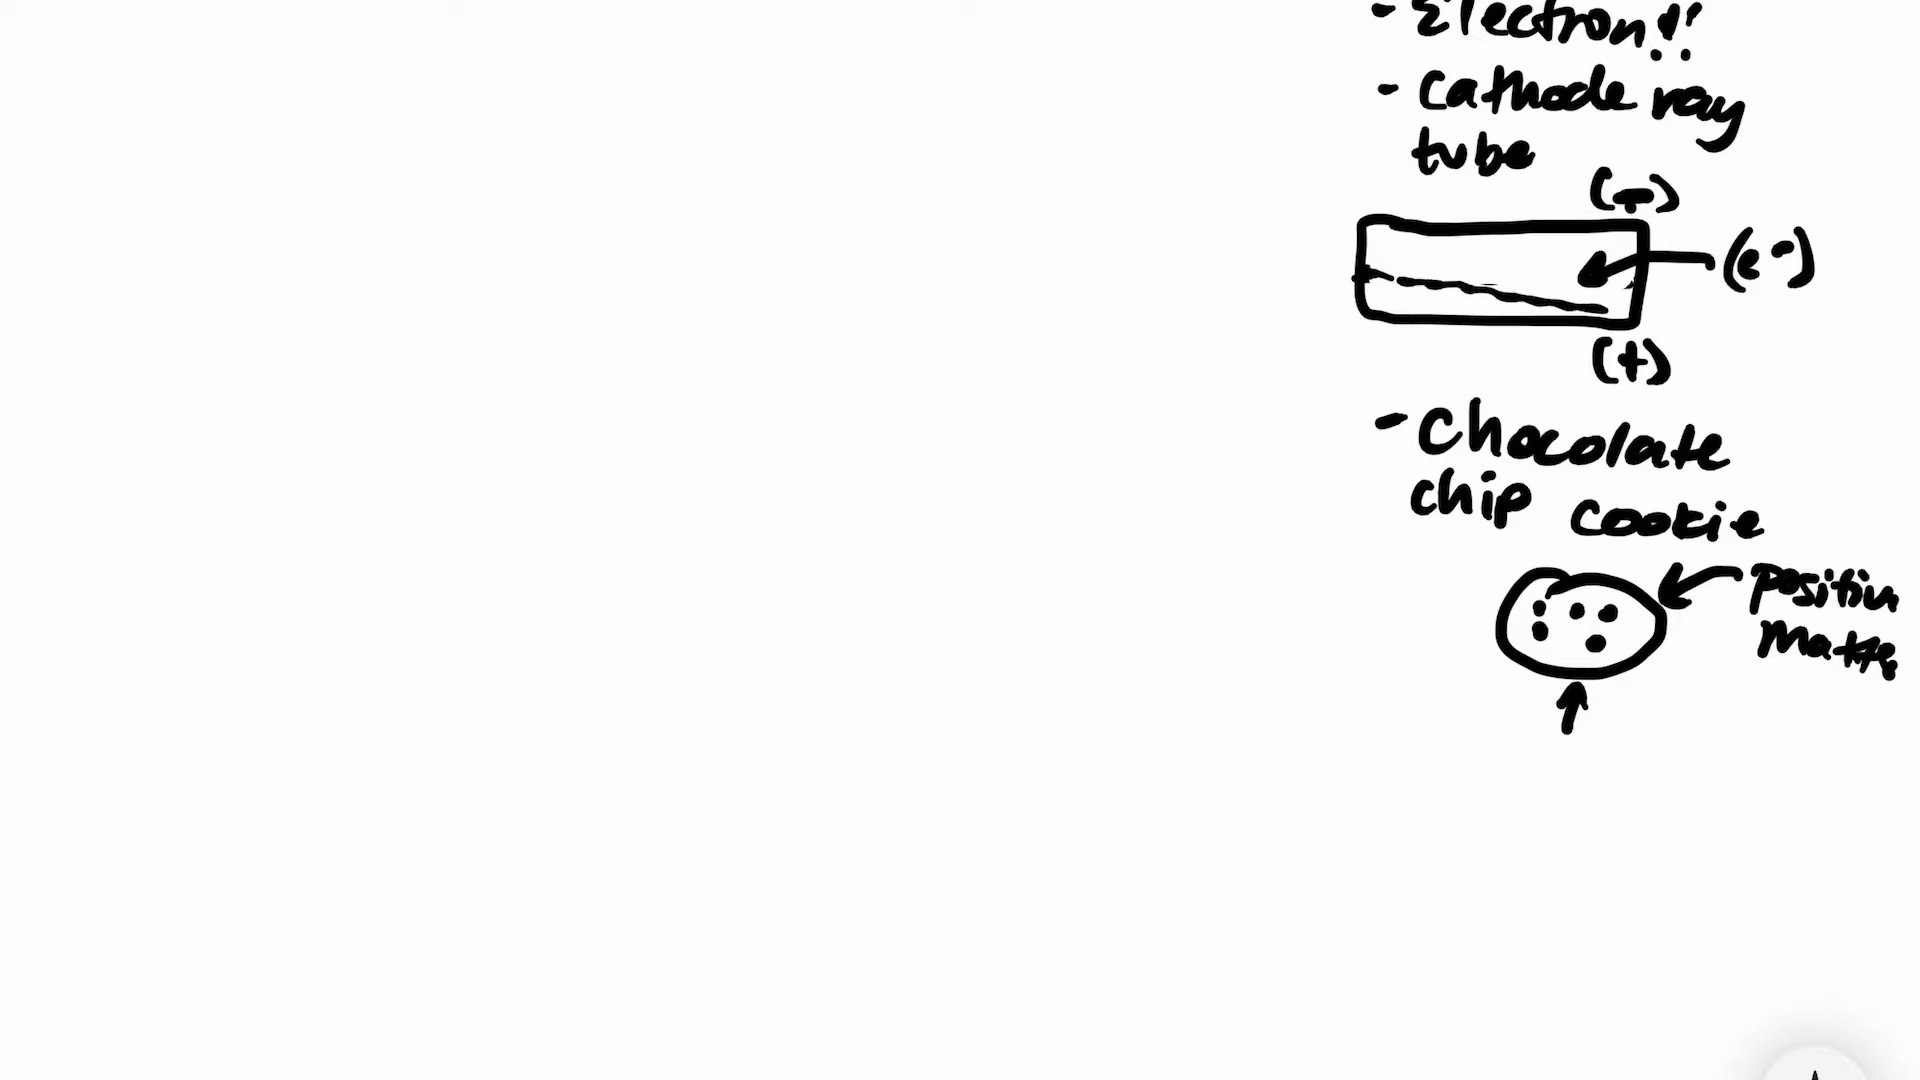 - Electron!!
- Cathode ray
tube
(-)
(e-)
(+)
- Chocolate
chip cookie
positive
matter